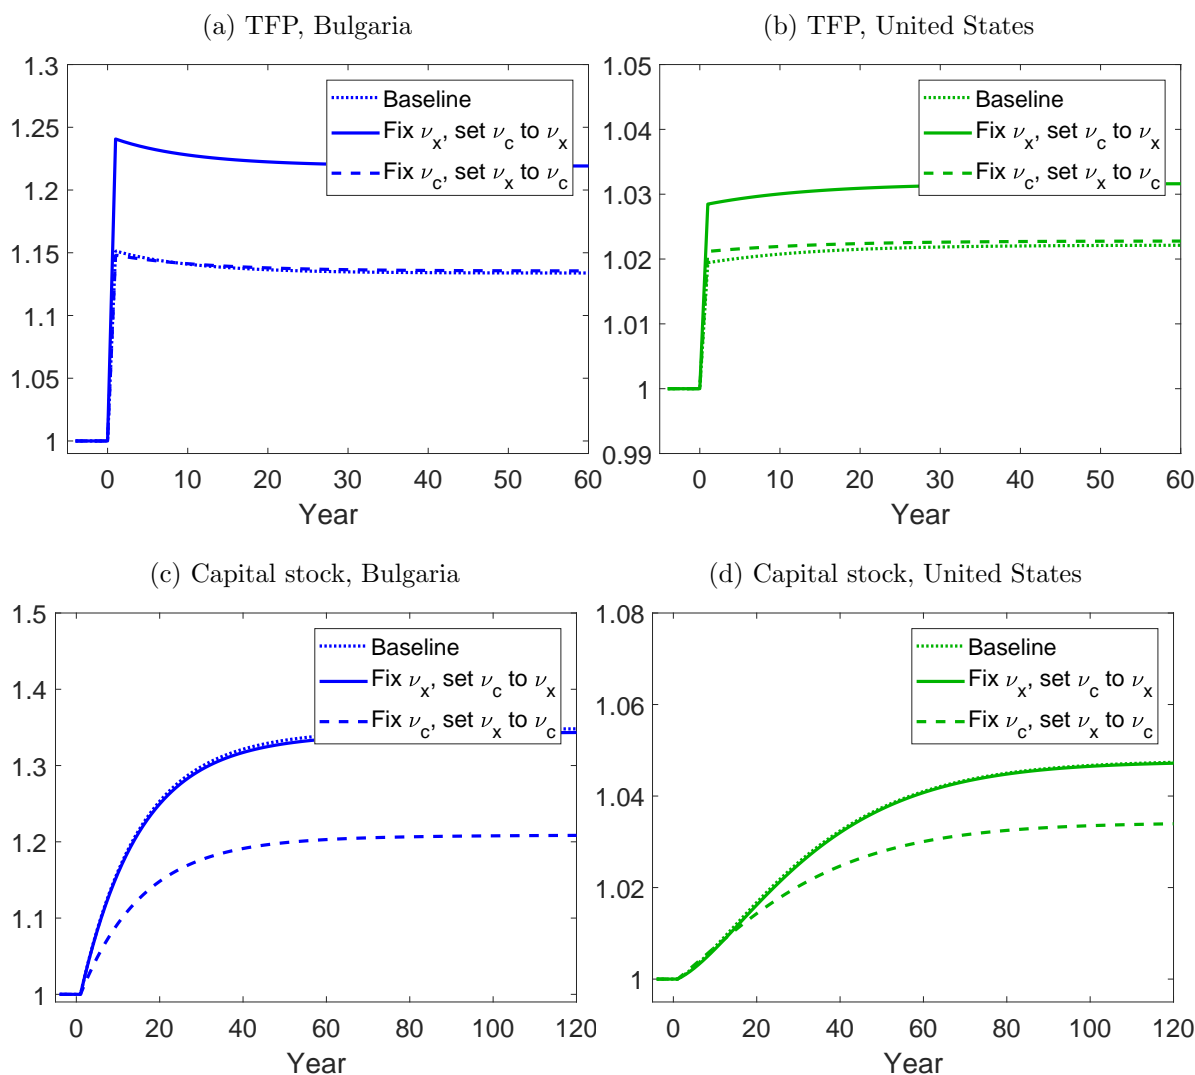 (a) TFP, Bulgaria
1.3
1.25
1.2
1.15
1.1
1.05
1
Baseline
Fix ν_x, set ν_c to ν_x
Fix ν_c, set ν_x to ν_c
0 10 20 30 40 50 60
Year
(b) TFP, United States
1.05
1.04
1.03
1.02
1.01
1
0.99
Baseline
Fix ν_x, set ν_c to ν_x
Fix ν_c, set ν_x to ν_c
0 10 20 30 40 50 60
Year
(c) Capital stock, Bulgaria
1.5
1.4
1.3
1.2
1.1
1
Baseline
Fix ν_x, set ν_c to ν_x
Fix ν_c, set ν_x to ν_c
0 20 40 60 80 100 120
Year
(d) Capital stock, United States
1.08
1.06
1.04
1.02
1
Baseline
Fix ν_x, set ν_c to ν_x
Fix ν_c, set ν_x to ν_c
0 20 40 60 80 100 120
Year